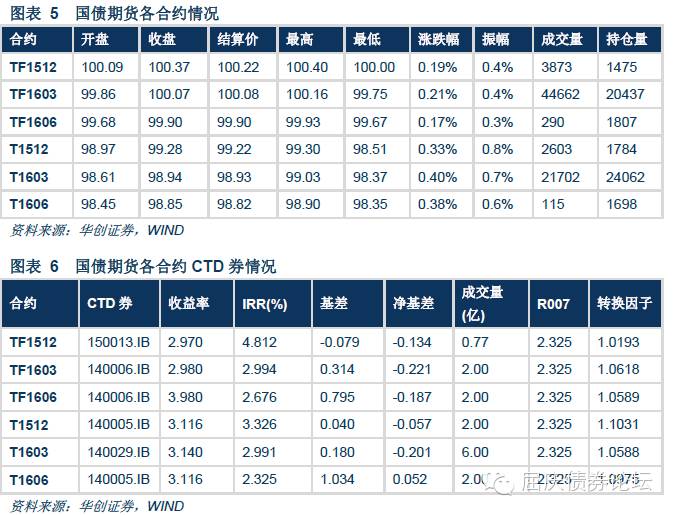 图表 5 国债期货各合约情况
合约 开盘 收盘 结算价 最高 最低 涨跌幅 振幅 成交量 持仓量
TF1512 100.09 100.37 100.22 100.40 100.00 0.19% 0.4% 3873 1475
TF1603 99.86 100.07 100.08 100.16 99.75 0.21% 0.4% 44662 20437
TF1606 99.68 99.90 99.90 99.93 99.67 0.17% 0.3% 290 1807
T1512 98.97 99.28 99.22 99.30 98.51 0.33% 0.8% 2603 1784
T1603 98.61 98.94 98.93 99.03 98.37 0.40% 0.7% 21702 24062
T1606 98.45 98.85 98.82 98.90 98.35 0.38% 0.6% 115 1698
资料来源：华创证券，WIND
图表 6 国债期货各合约 CTD 券情况
合约 CTD 券 收益率 IRR(%) 基差 净基差 成交量(亿) R007 转换因子
TF1512 150013.IB 2.970 4.812 -0.079 -0.134 0.77 2.325 1.0193
TF1603 140006.IB 2.980 2.994 0.314 -0.221 2.00 2.325 1.0618
TF1606 140006.IB 3.980 2.676 0.795 -0.187 2.00 2.325 1.0589
T1512 140005.IB 3.116 3.326 0.040 -0.057 2.00 2.325 1.1031
T1603 140029.IB 3.140 2.991 0.180 -0.201 6.00 2.325 1.0588
T1606 140005.IB 3.116 2.325 1.034 0.052 2.00 2.325 1.0975
屈庆债券论坛
资料来源：华创证券，WIND